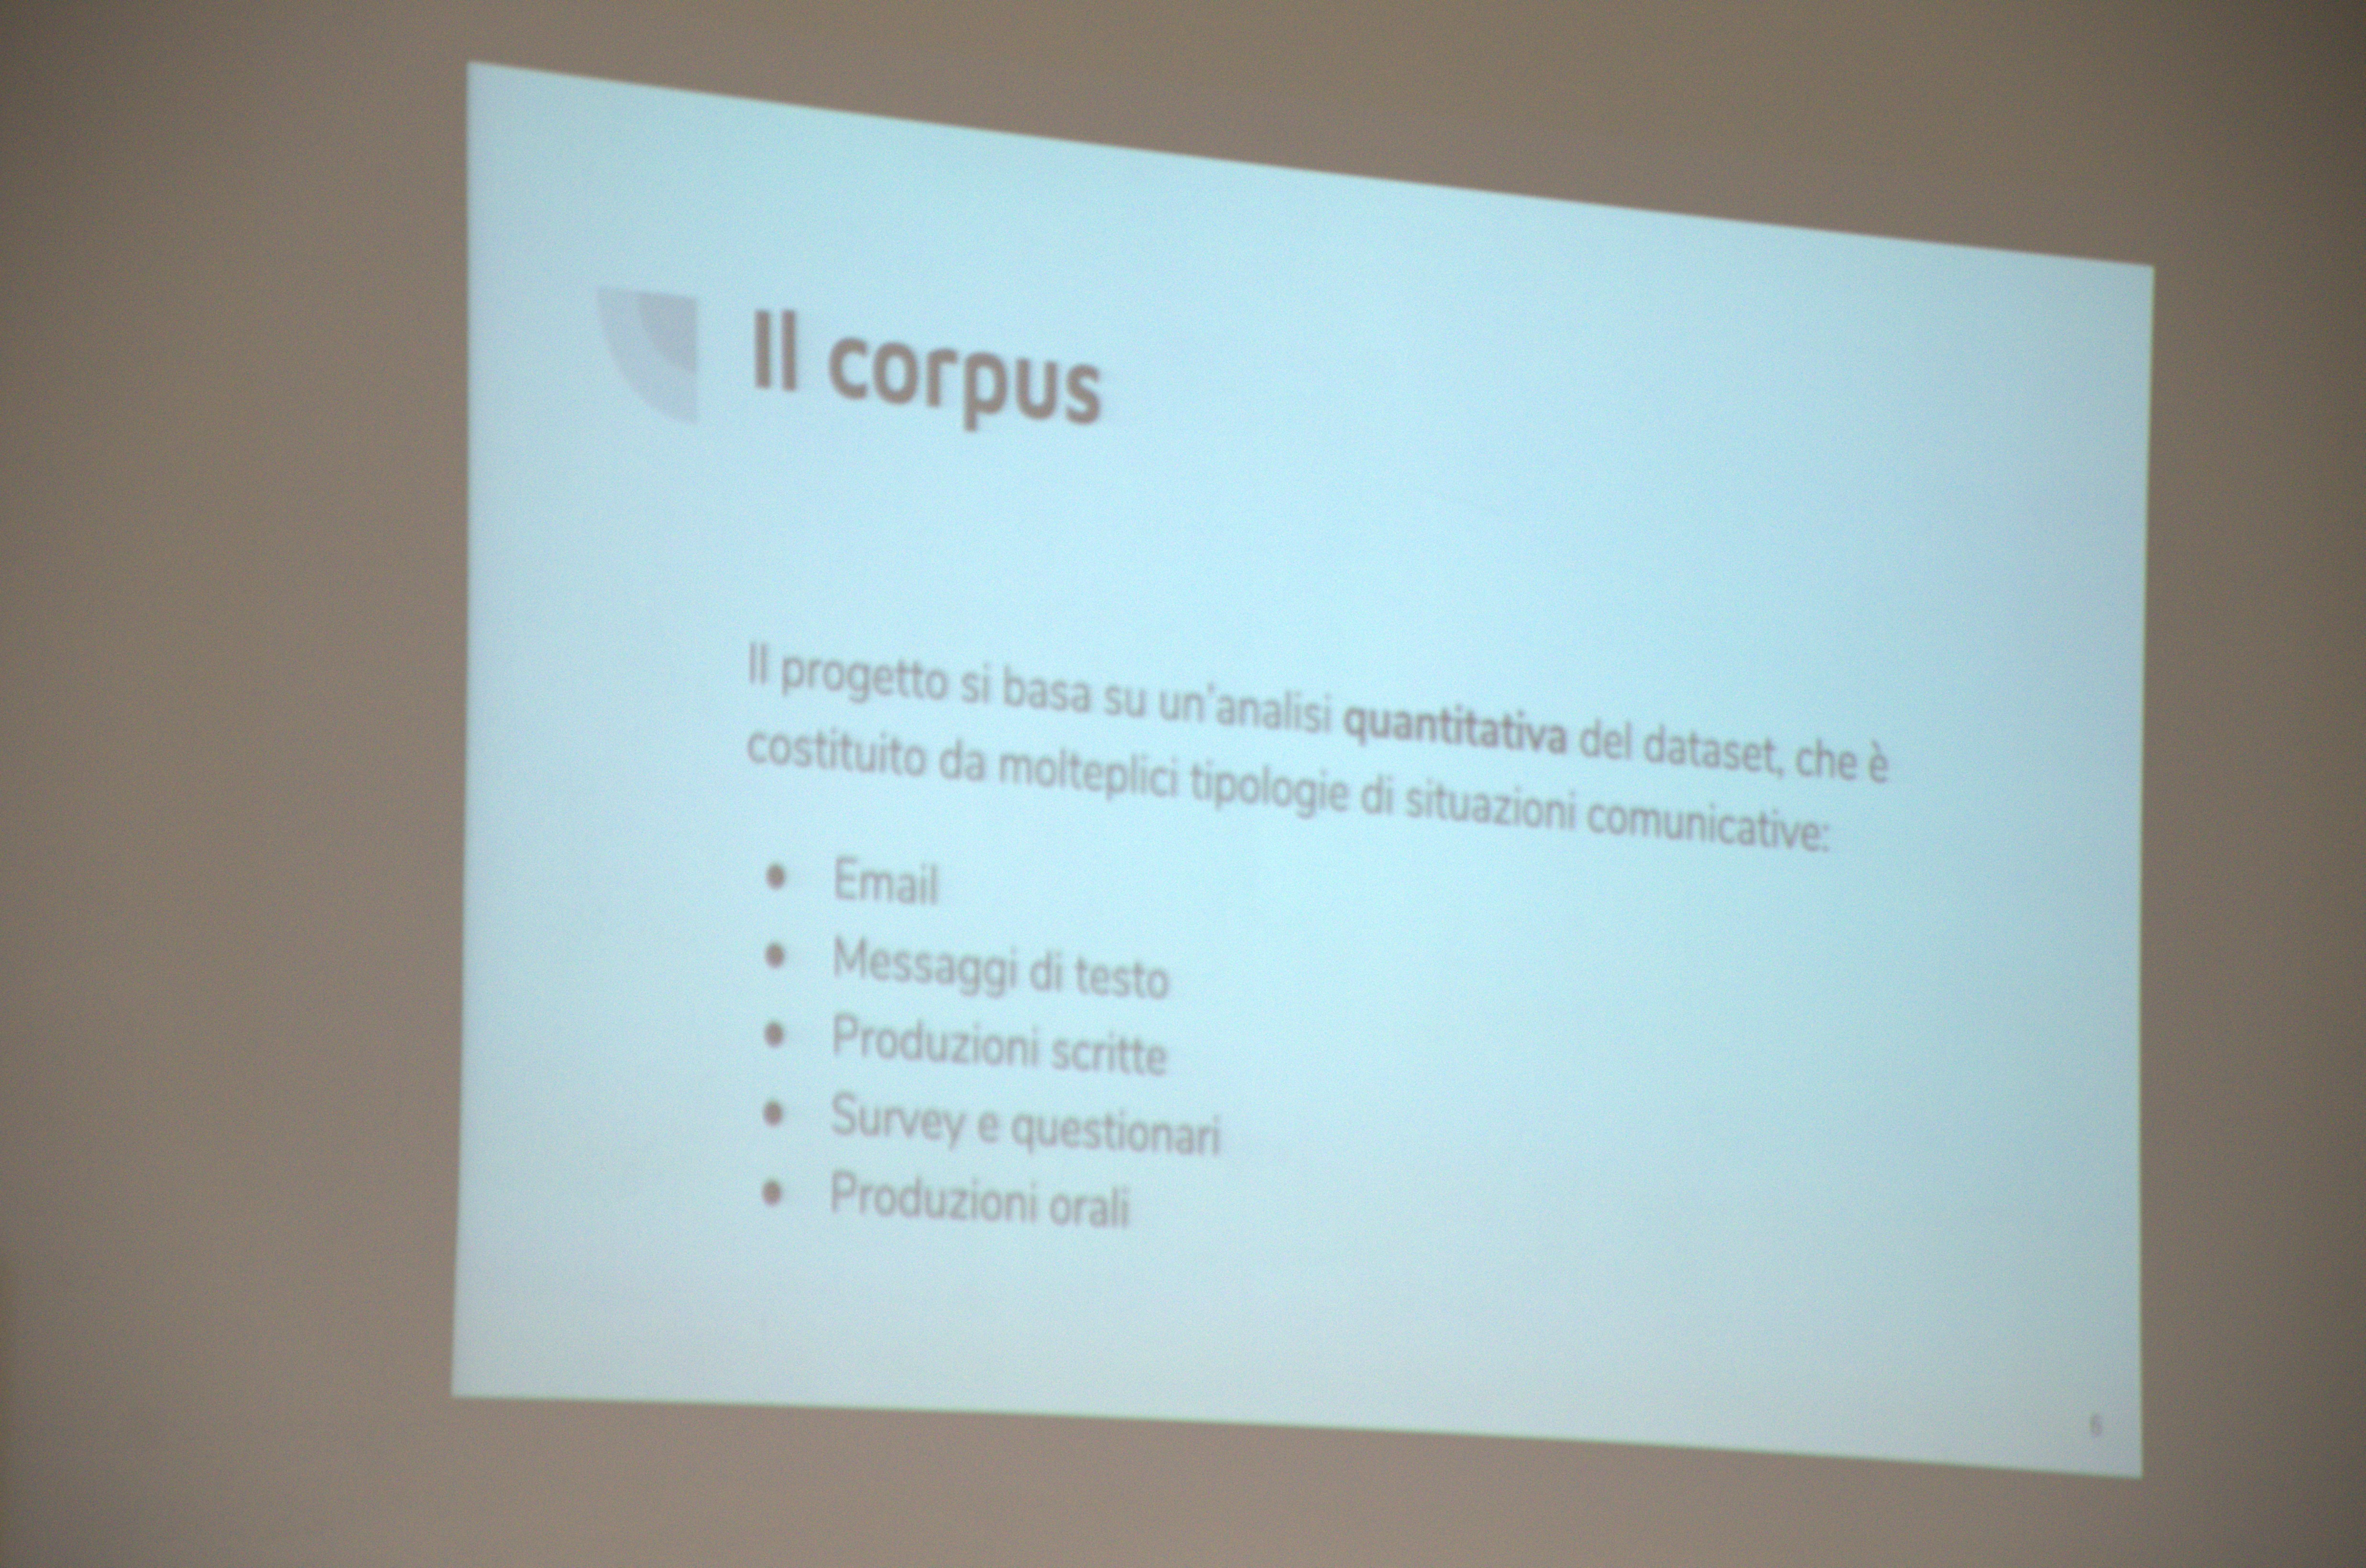 Il corpus
Il progetto si basa su un'analisi quantitativa del dataset, che è
costituito da molteplici tipologie di situazioni comunicative:
● Email
● Messaggi di testo
● Produzioni scritte
● Survey e questionari
● Produzioni orali
6